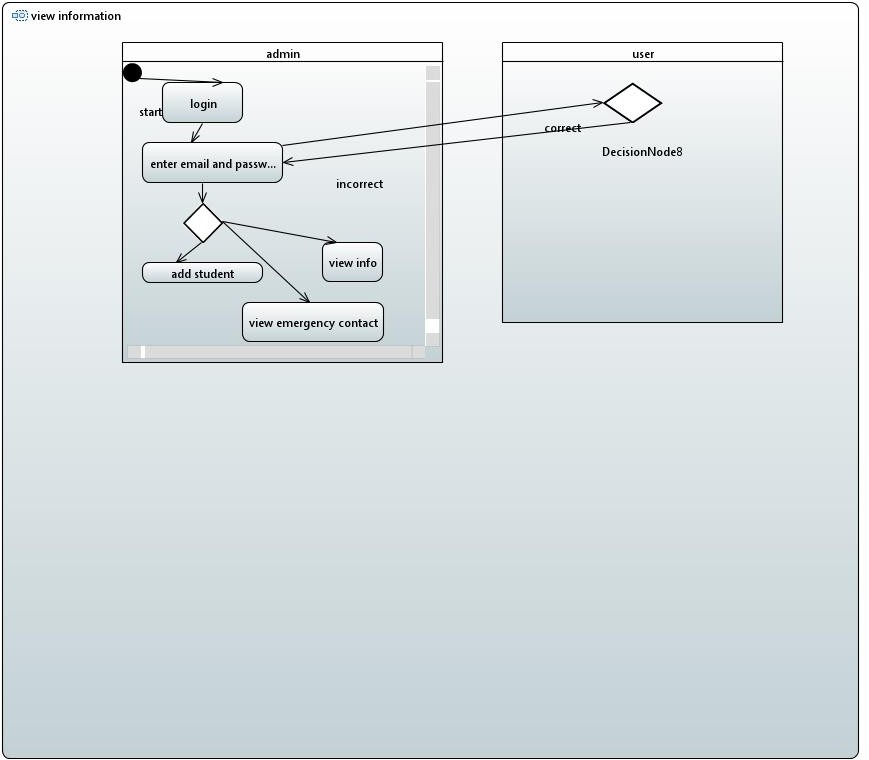 view information
admin
user
start
login
correct
enter email and passw...
DecisionNode8
incorrect
view info
add student
view emergency contact